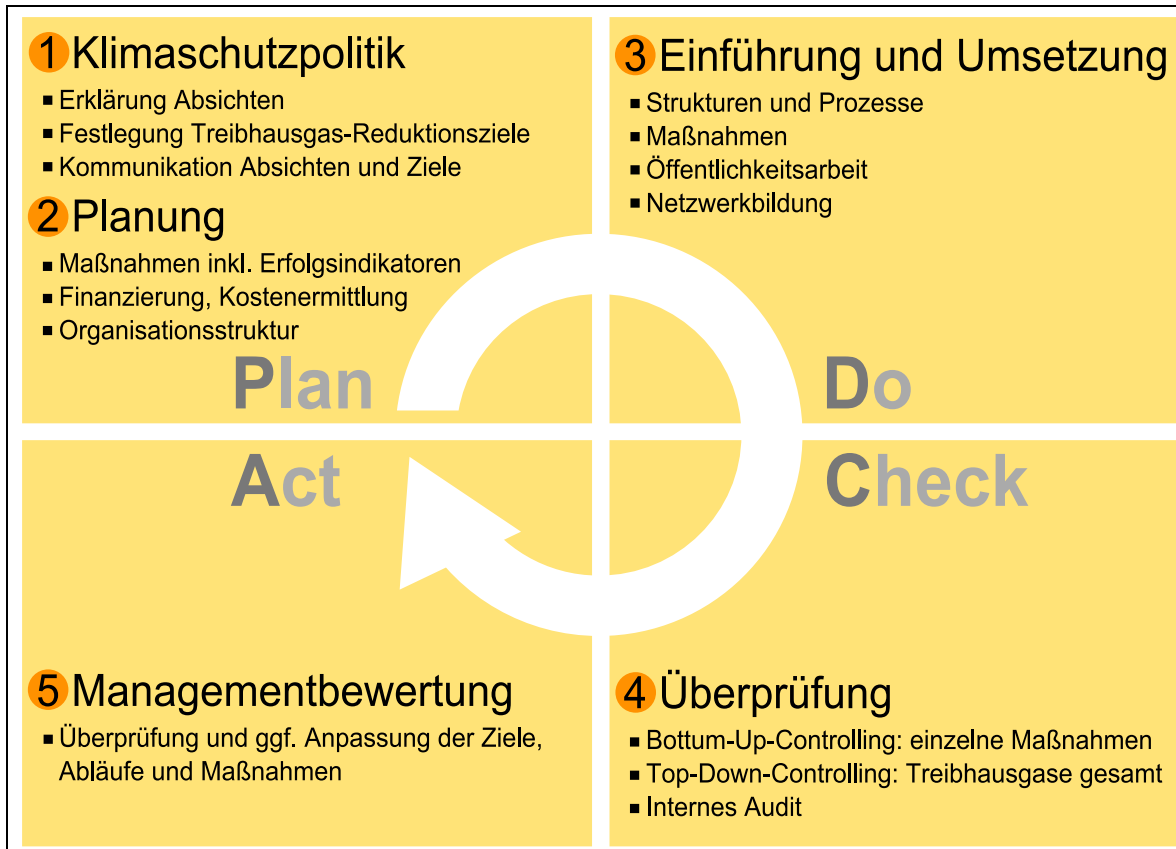 1 Klimaschutzpolitik
▪ Erklärung Absichten
▪ Festlegung Treibhausgas-Reduktionsziele
▪ Kommunikation Absichten und Ziele
2 Planung
▪ Maßnahmen inkl. Erfolgsindikatoren
▪ Finanzierung, Kostenermittlung
▪ Organisationsstruktur
Plan
3 Einführung und Umsetzung
▪ Strukturen und Prozesse
▪ Maßnahmen
▪ Öffentlichkeitsarbeit
▪ Netzwerkbildung
Do
Act
5 Managementbewertung
▪ Überprüfung und ggf. Anpassung der Ziele,
Abläufe und Maßnahmen
Check
4 Überprüfung
▪ Bottum-Up-Controlling: einzelne Maßnahmen
▪ Top-Down-Controlling: Treibhausgase gesamt
▪ Internes Audit